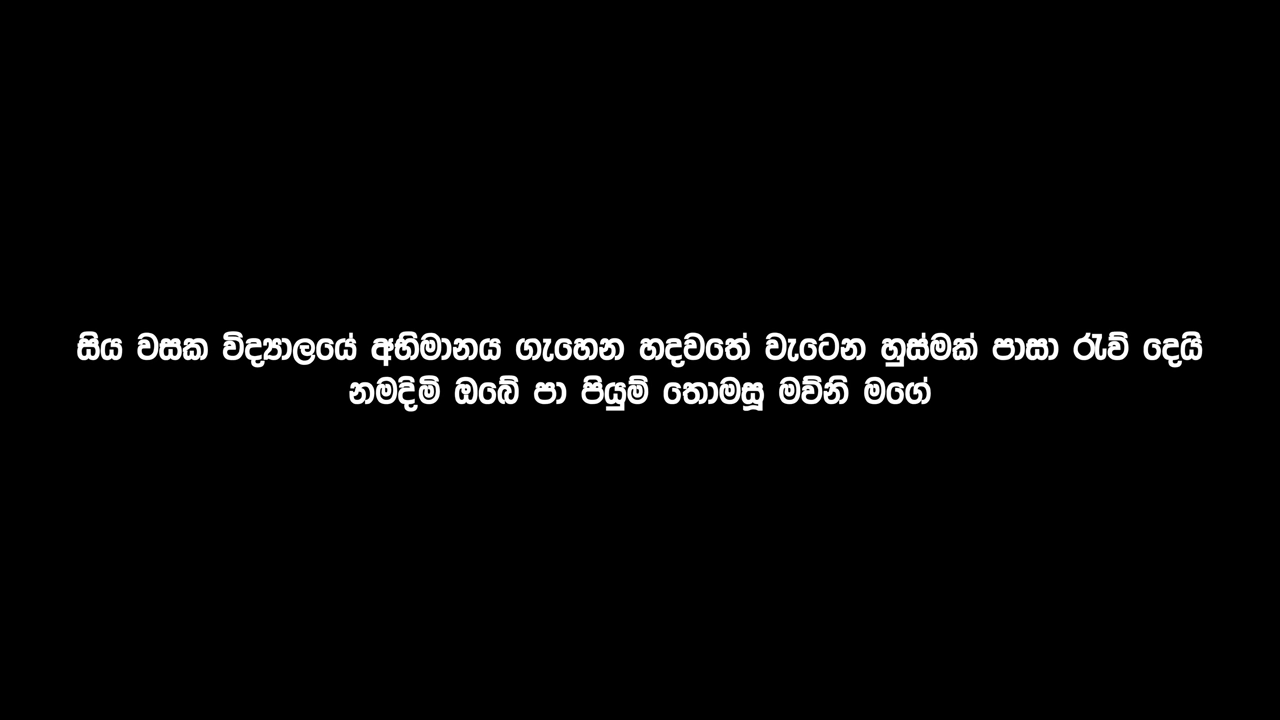 සිය වසක විද්‍යාලයේ අභිමානය ගැහෙන හදවතේ වැටෙන හුස්මක් පාසා රැව් දෙයි
නමදිමි ඔබේ පා පියුම් තොමසූ මව්නි මගේ